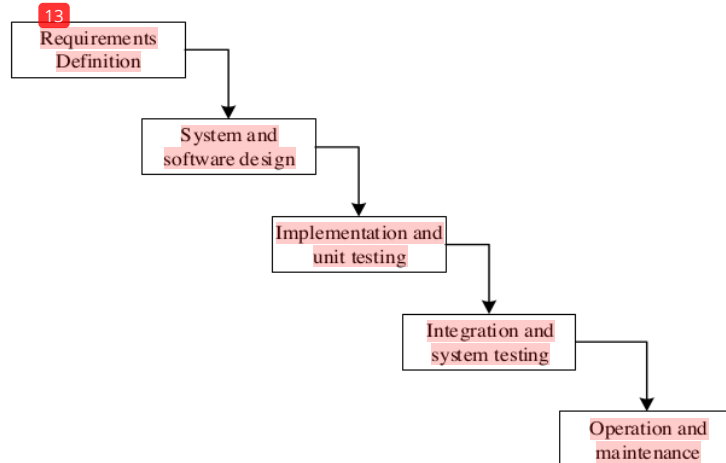 13
Requirements
Definition
System and
software design
Implementation and
unit testing
Integration and
system testing
Operation and
maintenance